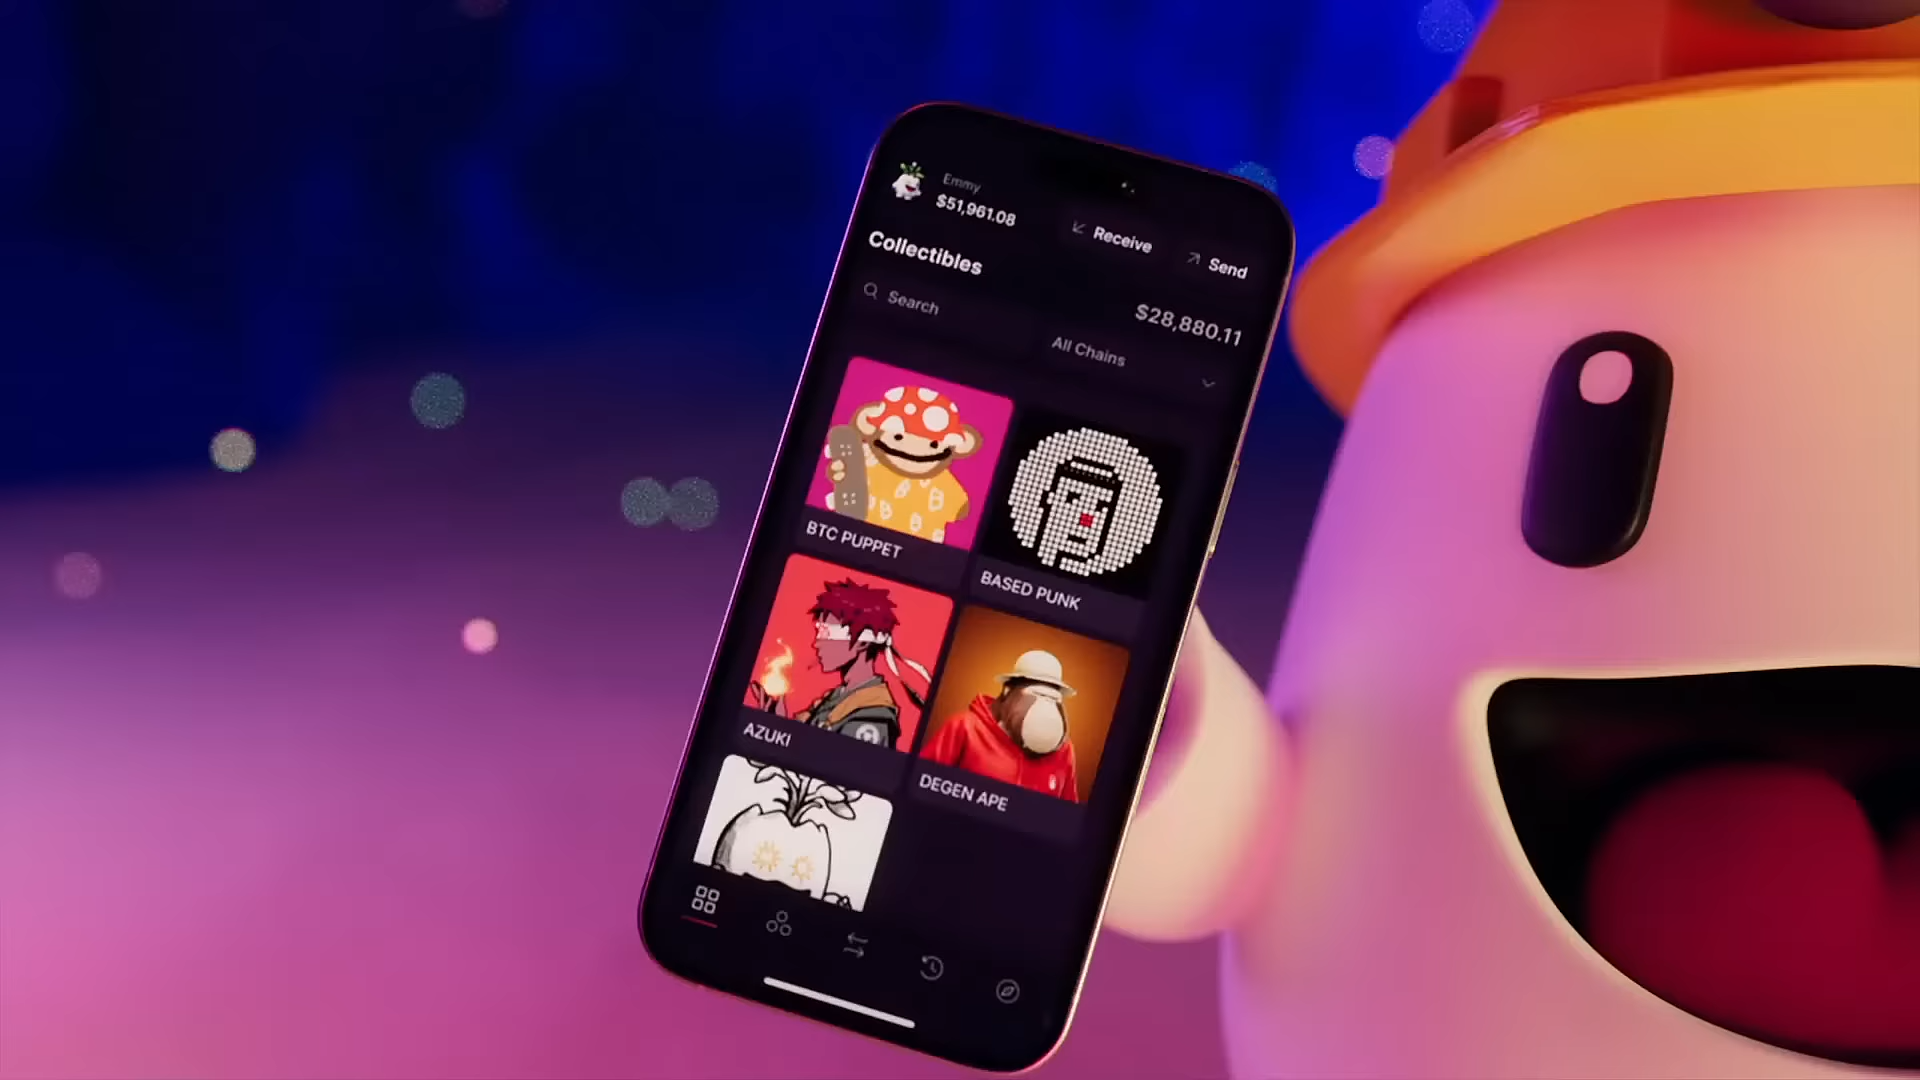 Emmy
$51,961.08
Receive
Send
Collectibles
$28,880.11
Search
All Chains
BTC PUPPET
BASED PUNK
AZUKI
DEGEN APE